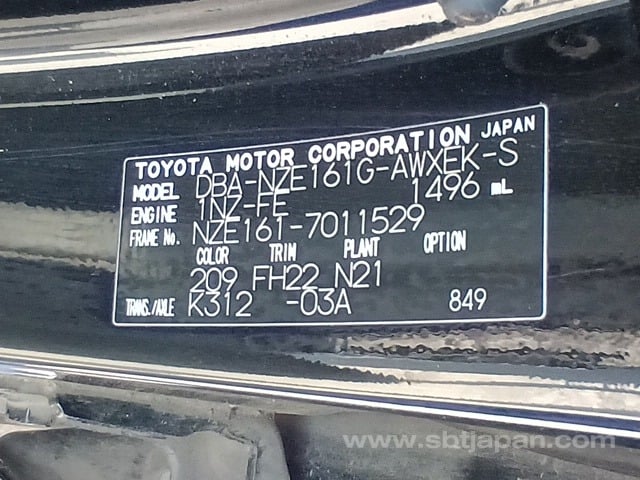 TOYOTA MOTOR CORPORATION JAPAN
MODEL DBA-NZE161G-AWXEK-S
ENGINE 1NZ-FE 1496 mL
FRAME No. NZE161-7011529
COLOR TRIM PLANT OPTION
209 FH22 N21
TRANS./AXLE K312 -03A 849
www.sbtjapan.com